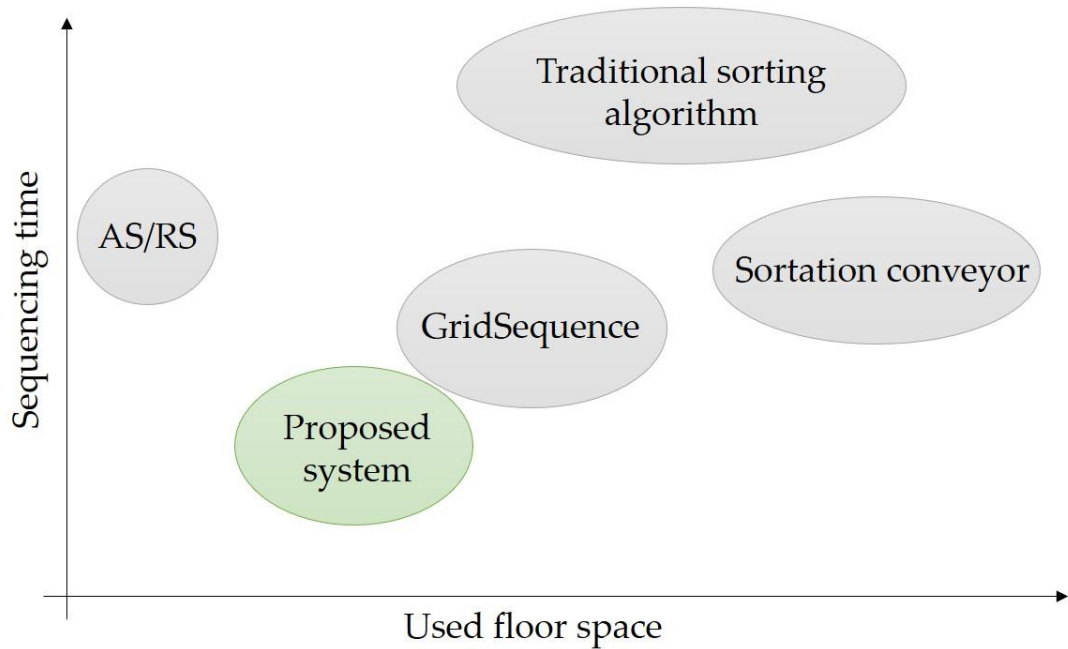 Traditional sorting
algorithm
AS/RS
Sortation conveyor
GridSequence
Proposed
system
Sequencing time
Used floor space